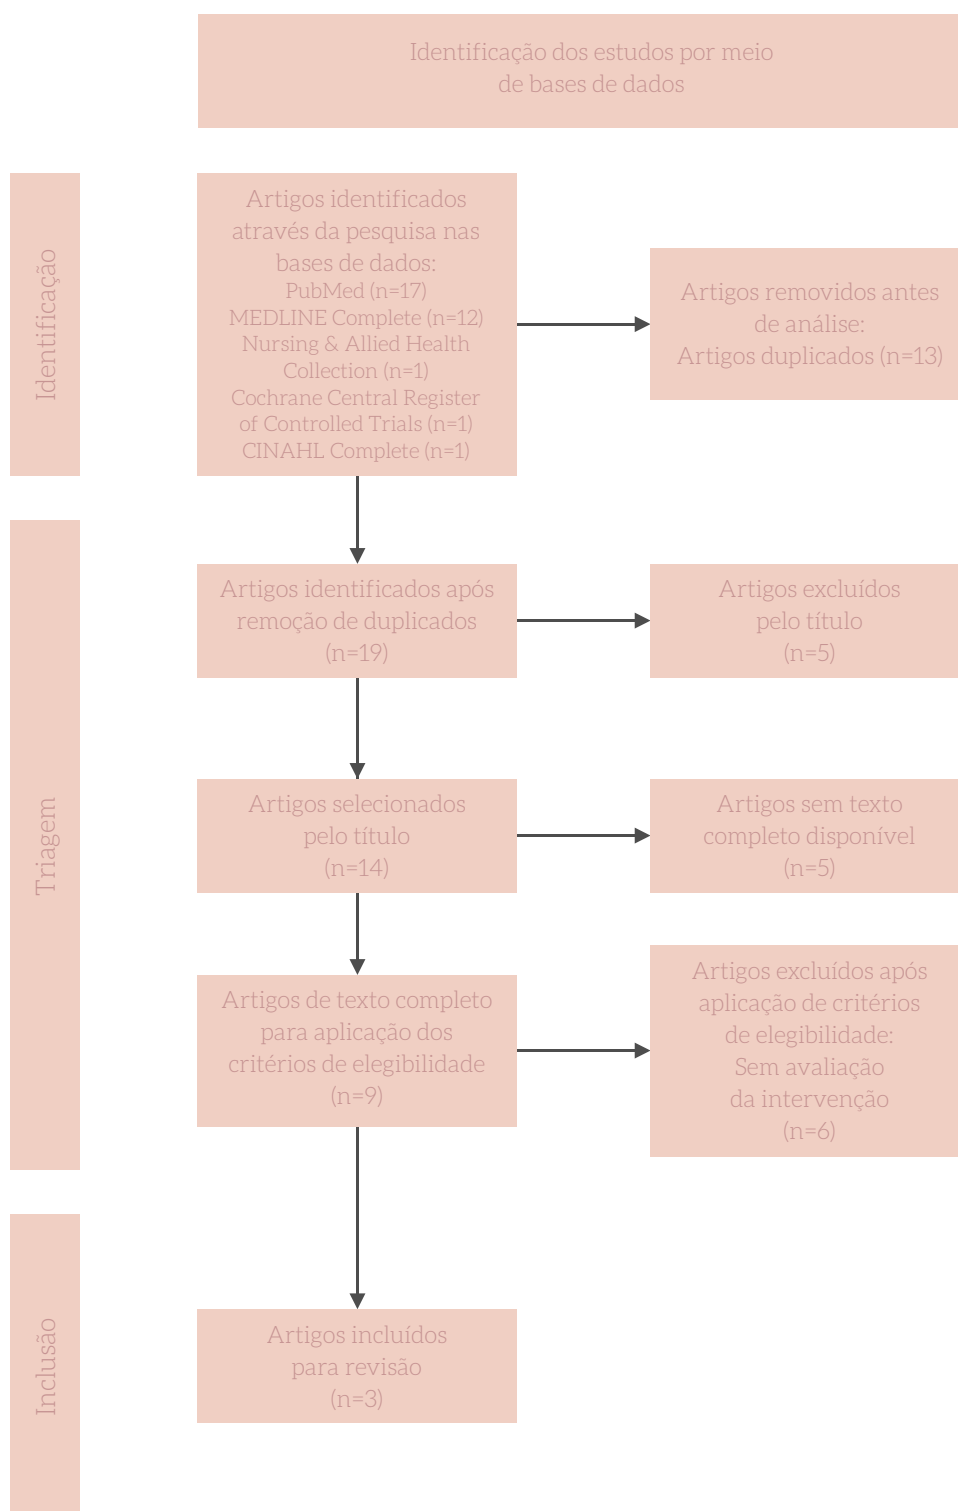 Identificação dos estudos por meio
de bases de dados
Identificação
Artigos identificados
através da pesquisa nas
bases de dados:
PubMed (n=17)
MEDLINE Complete (n=12)
Nursing & Allied Health
Collection (n=1)
Cochrane Central Register
of Controlled Trials (n=1)
CINAHL Complete (n=1)
Artigos removidos antes
de análise:
Artigos duplicados (n=13)
Triagem
Artigos identificados após
remoção de duplicados
(n=19)
Artigos excluídos
pelo título
(n=5)
Artigos selecionados
pelo título
(n=14)
Artigos sem texto
completo disponível
(n=5)
Artigos de texto completo
para aplicação dos
critérios de elegibilidade
(n=9)
Artigos excluídos após
aplicação de critérios
de elegibilidade:
Sem avaliação
da intervenção
(n=6)
Inclusão
Artigos incluídos
para revisão
(n=3)